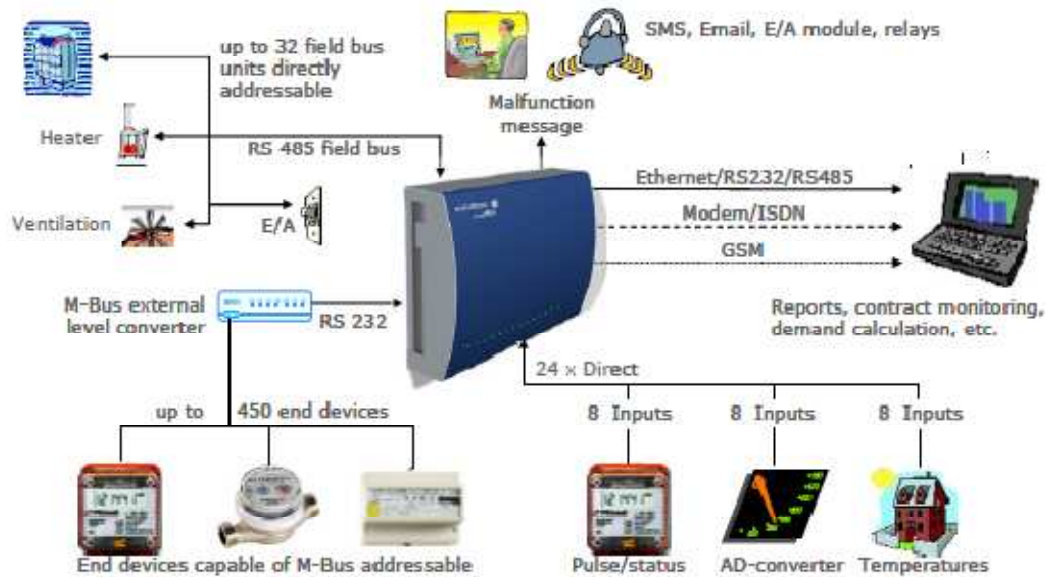 up to 32 field bus
units directly
addressable
SMS, Email, E/A module, relays
Malfunction
message
Heater
RS 485 field bus
Ethernet/RS232/RS485
Modem/ISDN
GSM
Ventilation
E/A
M-Bus external
level converter
RS 232
Reports, contract monitoring,
demand calculation, etc.
24 × Direct
up to 450 end devices
8 Inputs
8 Inputs
8 Inputs
End devices capable of M-Bus addressable
Pulse/status
AD-converter
Temperatures